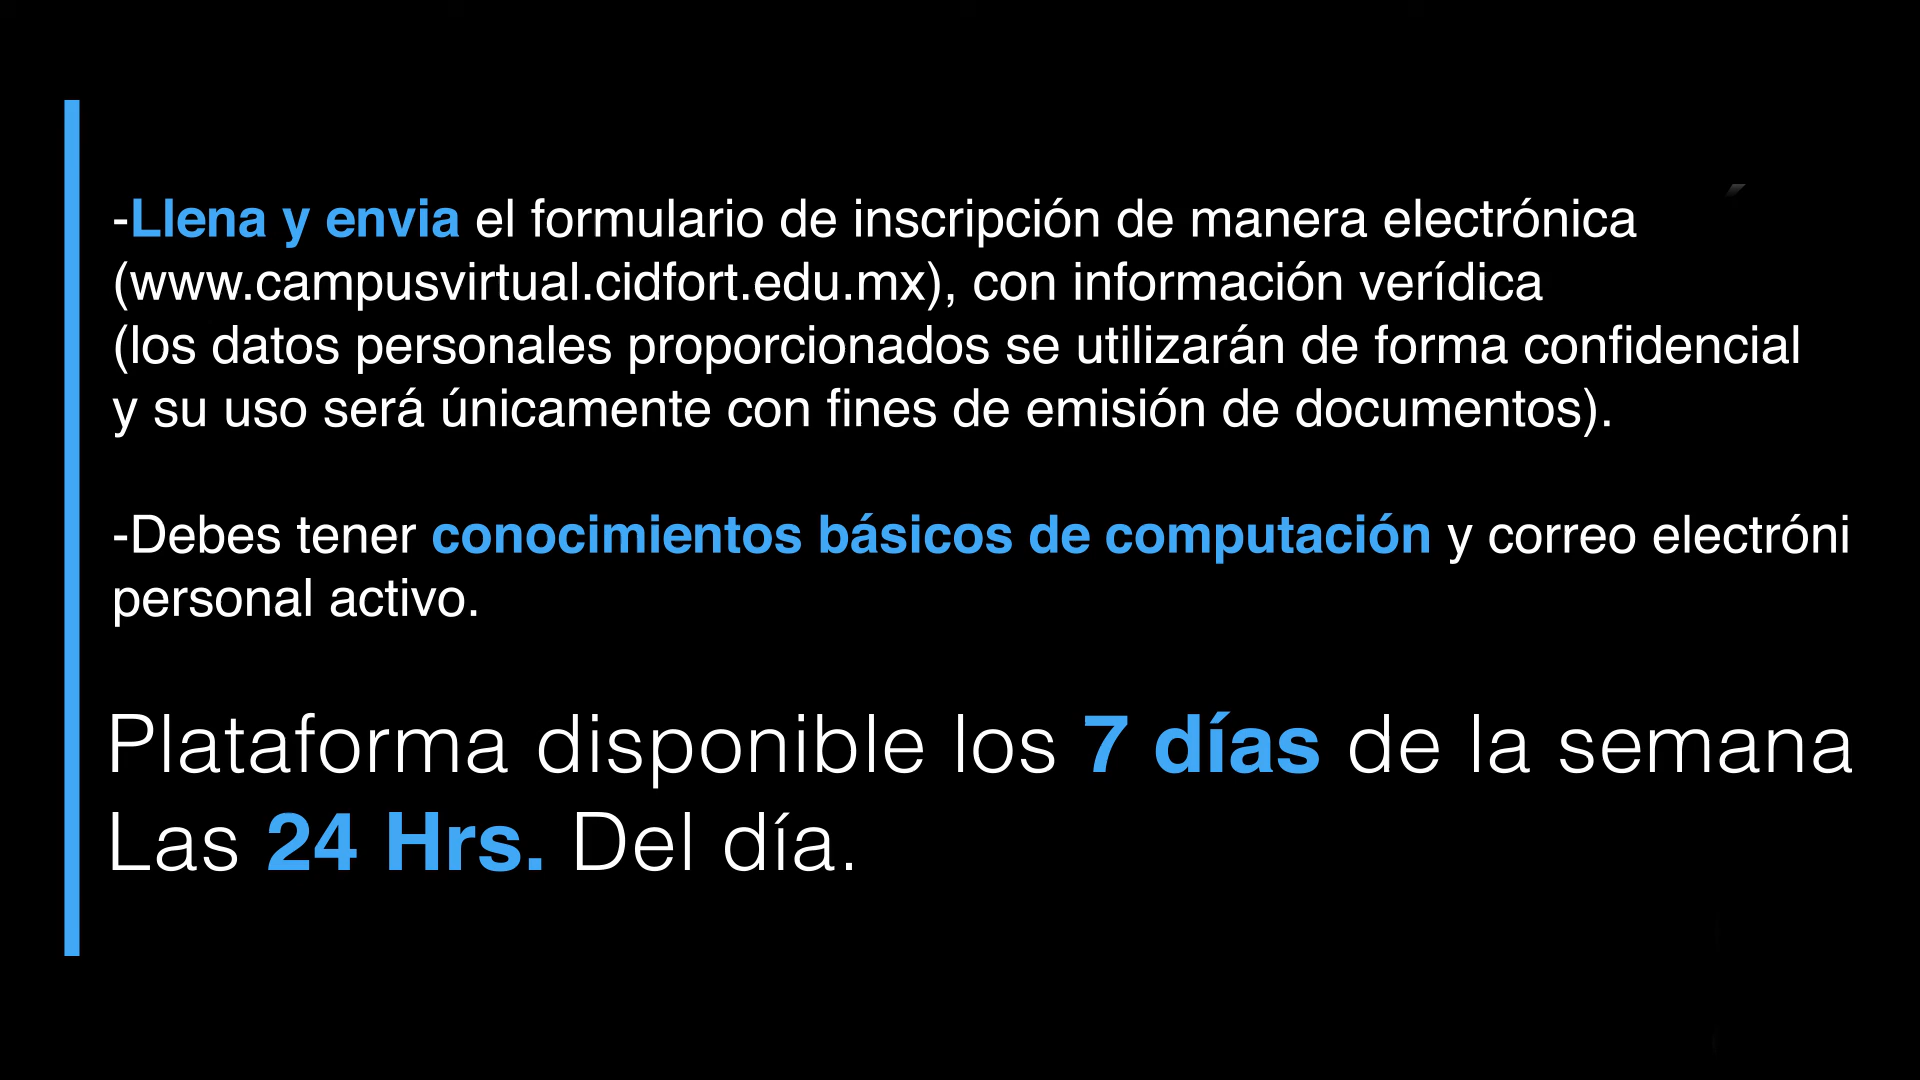 -Llena y envia el formulario de inscripción de manera electrónica
(www.campusvirtual.cidfort.edu.mx), con información verídica
(los datos personales proporcionados se utilizarán de forma confidencial
y su uso será únicamente con fines de emisión de documentos).
-Debes tener conocimientos básicos de computación y correo electróni
personal activo.
Plataforma disponible los 7 días de la semana
Las 24 Hrs. Del día.